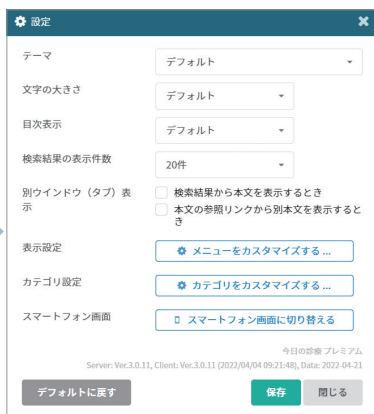 設定
テーマ
デフォルト
文字の大きさ
デフォルト
目次表示
デフォルト
検索結果の表示件数
20件
別ウインドウ（タブ）表
示
検索結果から本文を表示するとき
本文の参照リンクから別本文を表示すると
き
表示設定
メニューをカスタマイズする ...
カテゴリ設定
カテゴリをカスタマイズする ...
スマートフォン画面
スマートフォン画面に切り替える
今日の診療 プレミアム
Server: Ver.3.0.11, Client: Ver.3.0.11 (2022/04/04 09:21:48), Data: 2022-04-21
デフォルトに戻す
保存
閉じる